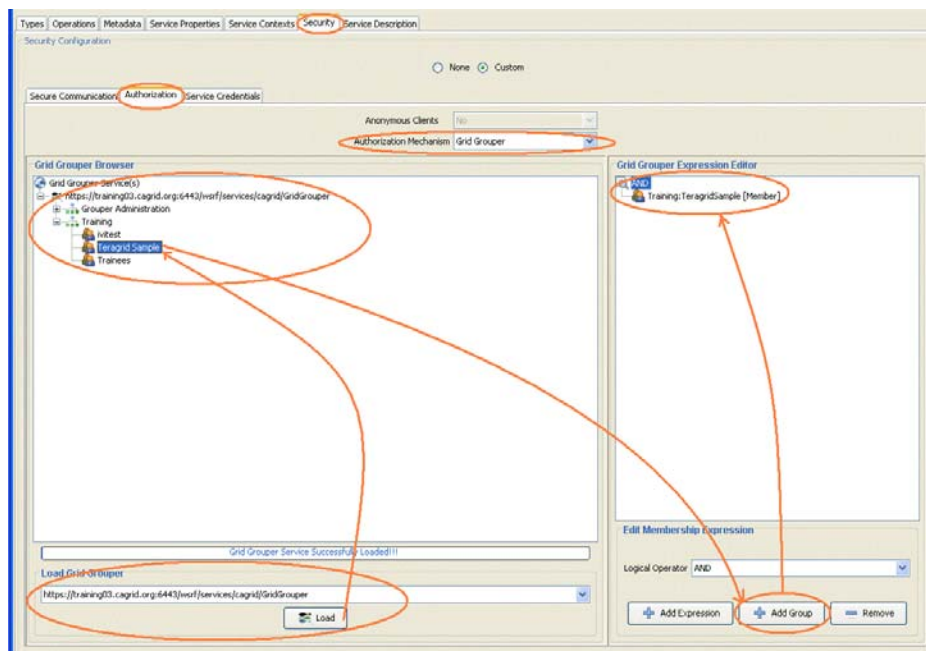 Types Operations Metadata Service Properties Service Contexts Security Service Description
Security Configuration
None Custom
Secure Communication Authorization Service Credentials
Anonymous Clients No
Authorization Mechanism Grid Grouper
Grid Grouper Browser
Grid Grouper Service(s)
https://training03.cagrid.org:6443/wsrf/services/cagrid/GridGrouper
Grouper Administration
Training
ivitest
Teragrid Sample
Trainees
Grid Grouper Service Successfully Loaded!!!
Load Grid Grouper
https://training03.cagrid.org:6443/wsrf/services/cagrid/GridGrouper
Load
Grid Grouper Expression Editor
AND
Training:TeragridSample [Member]
Edit Membership Expression
Logical Operator AND
Add Expression Add Group Remove